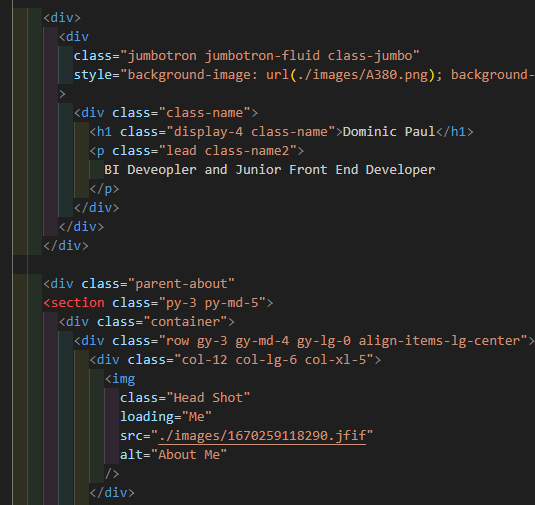 <div>
<div
class="jumbotron jumbotron-fluid class-jumbo"
style="background-image: url(./images/A380.png); background-
>
<div class="class-name">
<h1 class="display-4 class-name">Dominic Paul</h1>
<p class="lead class-name2">
BI Deveopler and Junior Front End Developer
</p>
</div>
</div>
</div>
<div class="parent-about"
<section class="py-3 py-md-5">
<div class="container">
<div class="row gy-3 gy-md-4 gy-lg-0 align-items-lg-center">
<div class="col-12 col-lg-6 col-xl-5">
<img
class="Head Shot"
loading="Me"
src="./images/1670259118290.jfif"
alt="About Me"
/>
</div>